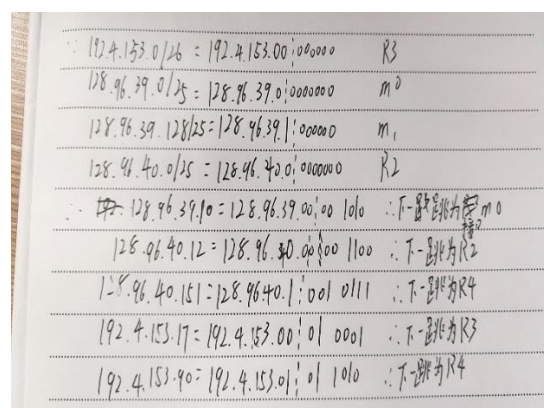 ∵ 192.4.153.0/26 = 192.4.153.00¦000000 R3
128.96.39.0/25 = 128.96.39.0¦0000000 m0
128.96.39.128/25 = 128.96.39.1¦000000 m1
128.96.40.0/25 = 128.96.40.0¦0000000 R2
∴ 128.96.39.10 = 128.96.39.00¦00 1010 ∴下一跳为接口m0
128.96.40.12 = 128.96.40.00¦00 1100 ∴下一跳为R2
128.96.40.151 = 128.96.40.1¦001 0111 ∴下一跳为R4
192.4.153.17 = 192.4.153.00¦01 0001 ∴下一跳为R3
192.4.153.90 = 192.4.153.01¦01 1010 ∴下一跳为R4